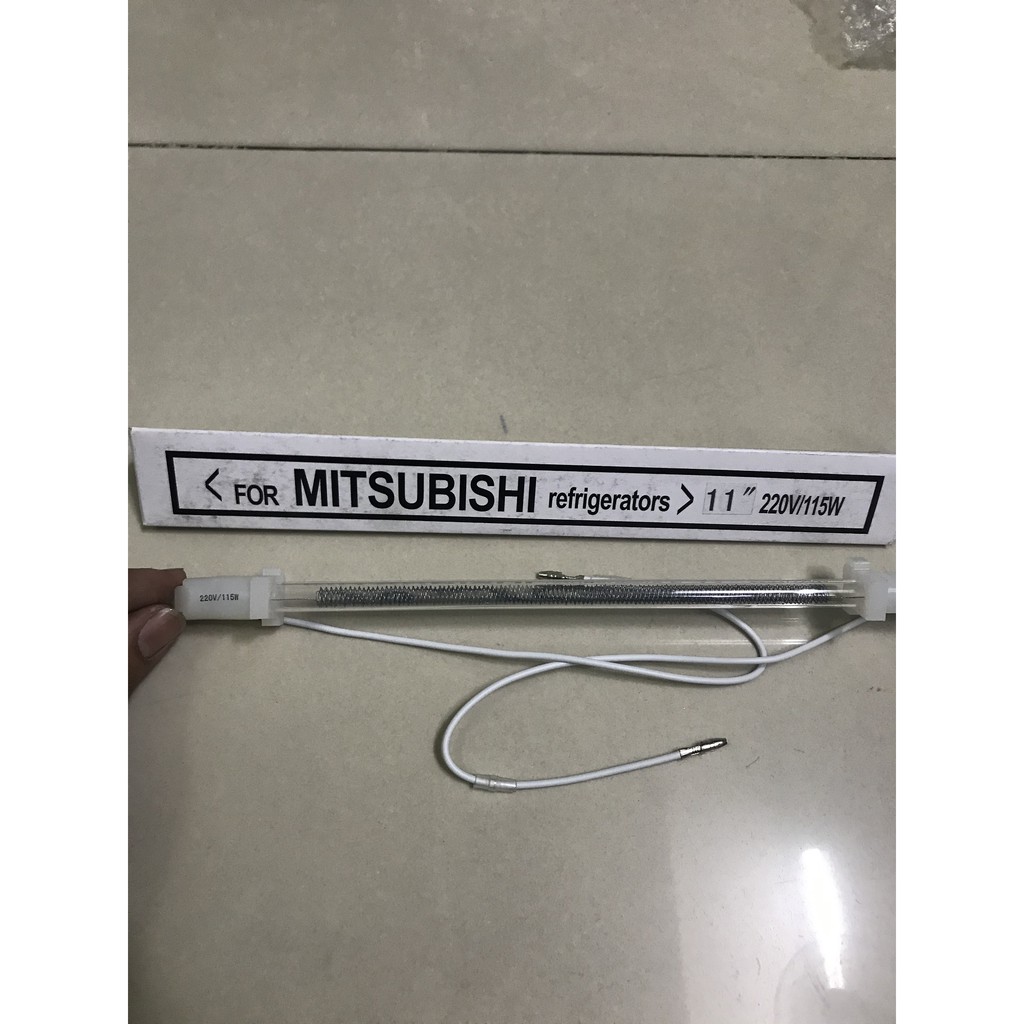 < FOR MITSUBISHI refrigerators > 11″ 220V/115W
220V/115W